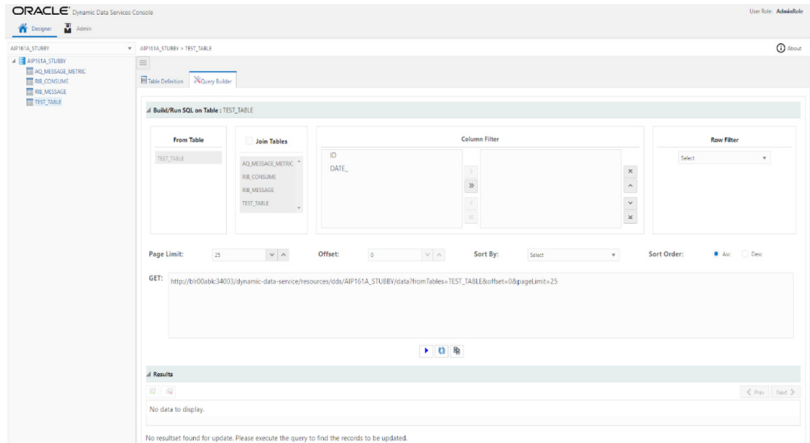 ORACLE Dynamic Data Services Console
User Role AdminRole
Designer Admin
AIP161A_STUBBY
AIP161A_STUBBY > TEST_TABLE
About
AIP161A_STUBBY
AQ_MESSAGE_METRIC
RIB_CONSUME
RIB_MESSAGE
TEST_TABLE
Table Definition Query Builder
Build/Run SQL on Table : TEST_TABLE
From Table
TEST_TABLE
Join Tables
AQ_MESSAGE_METRIC
RIB_CONSUME
RIB_MESSAGE
TEST_TABLE
Column Filter
ID
DATE_
Row Filter
Select
Page Limit: 25 Offset: 0 Sort By: Select Sort Order: Asc Desc
GET: http://blr00abk:34003/dynamic-data-service/resources/dds/AIP161A_STUBBY/data?fromTables=TEST_TABLE&offset=0&pageLimit=25
Results
Prev Next
No data to display.
No resultset found for update. Please execute the query to find the records to be updated.